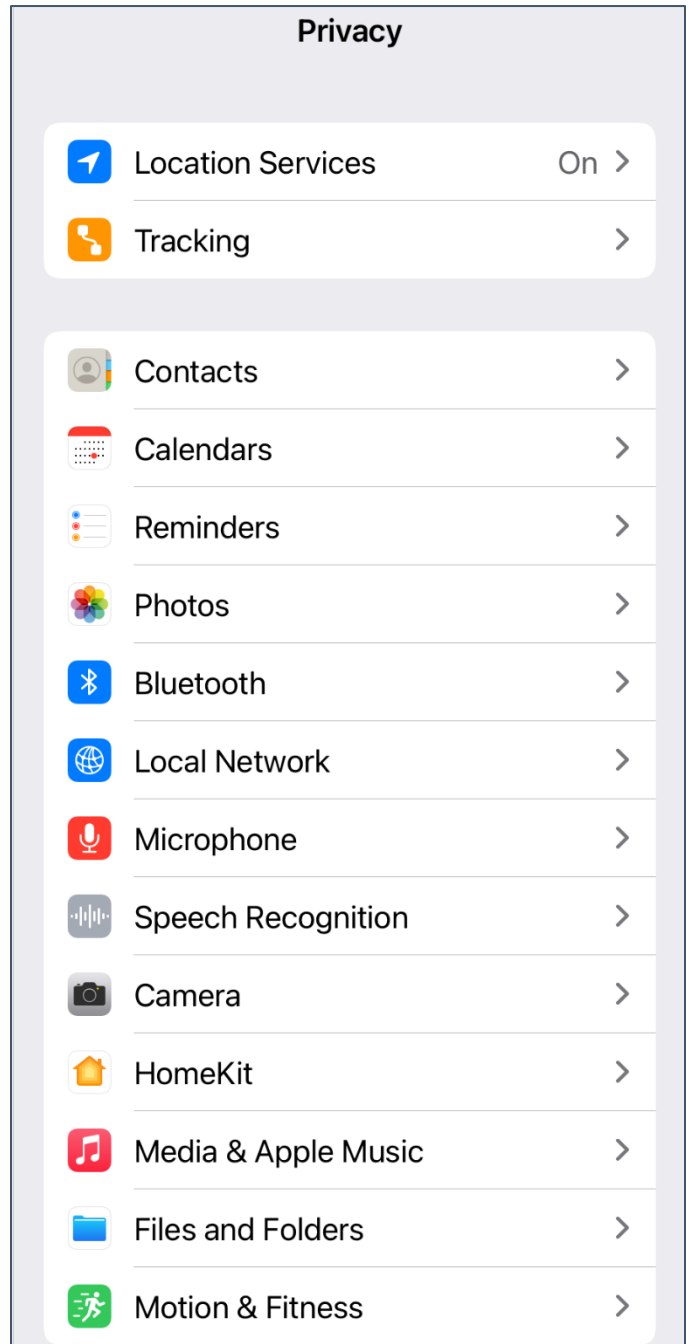 Privacy
Location Services On
Tracking
Contacts
Calendars
Reminders
Photos
Bluetooth
Local Network
Microphone
Speech Recognition
Camera
HomeKit
Media & Apple Music
Files and Folders
Motion & Fitness